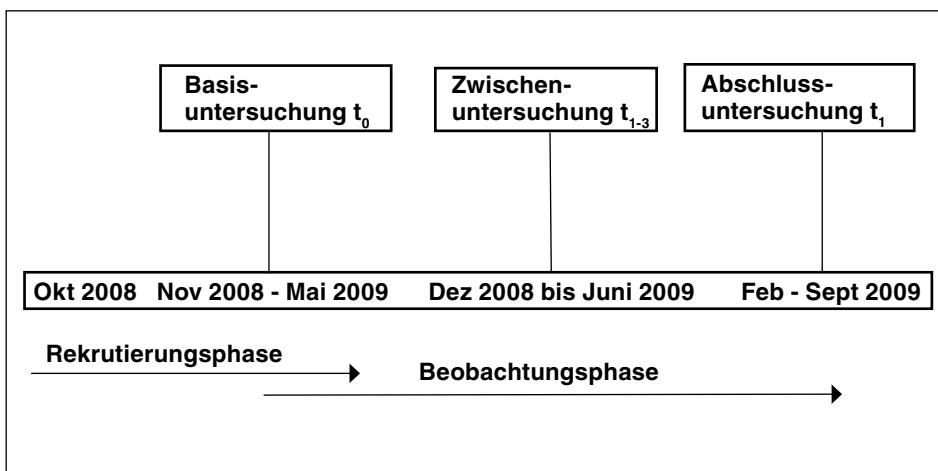 Basis-
untersuchung t₀
Zwischen-
untersuchung t₁₋₃
Abschluss-
untersuchung t₁
Okt 2008 Nov 2008 - Mai 2009 Dez 2008 bis Juni 2009 Feb - Sept 2009
Rekrutierungsphase
Beobachtungsphase